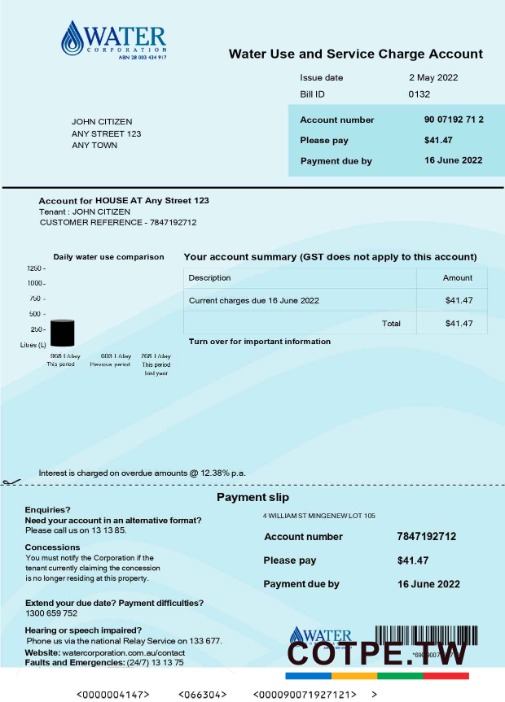 WATER
CORPORATION
ABN 28 003 434 917
Water Use and Service Charge Account
Issue date 2 May 2022
Bill ID 0132
JOHN CITIZEN
ANY STREET 123
ANY TOWN
Account number 90 07192 71 2
Please pay $41.47
Payment due by 16 June 2022
Account for HOUSE AT Any Street 123
Tenant : JOHN CITIZEN
CUSTOMER REFERENCE - 7847192712
Daily water use comparison
1250 -
1000 -
750 -
500 -
250 -
Litres (L)
This period
Previous period
This period
last year
Your account summary (GST does not apply to this account)
Description Amount
Current charges due 16 June 2022 $41.47
Total $41.47
Turn over for important information
Interest is charged on overdue amounts @ 12.38% p.a.
Payment slip
Enquiries?
Need your account in an alternative format?
Please call us on 13 13 85.
Concessions
You must notify the Corporation if the
tenant currently claiming the concession
is no longer residing at this property.
Extend your due date? Payment difficulties?
1300 659 752
Hearing or speech impaired?
Phone us via the national Relay Service on 133 677.
Website: watercorporation.com.au/contact
Faults and Emergencies: (24/7) 13 13 75
4 WILLIAM ST MINGENEW LOT 105
Account number 7847192712
Please pay $41.47
Payment due by 16 June 2022
WATER
COTPE.TW
<0000004147> <066304> <000090071927121> >